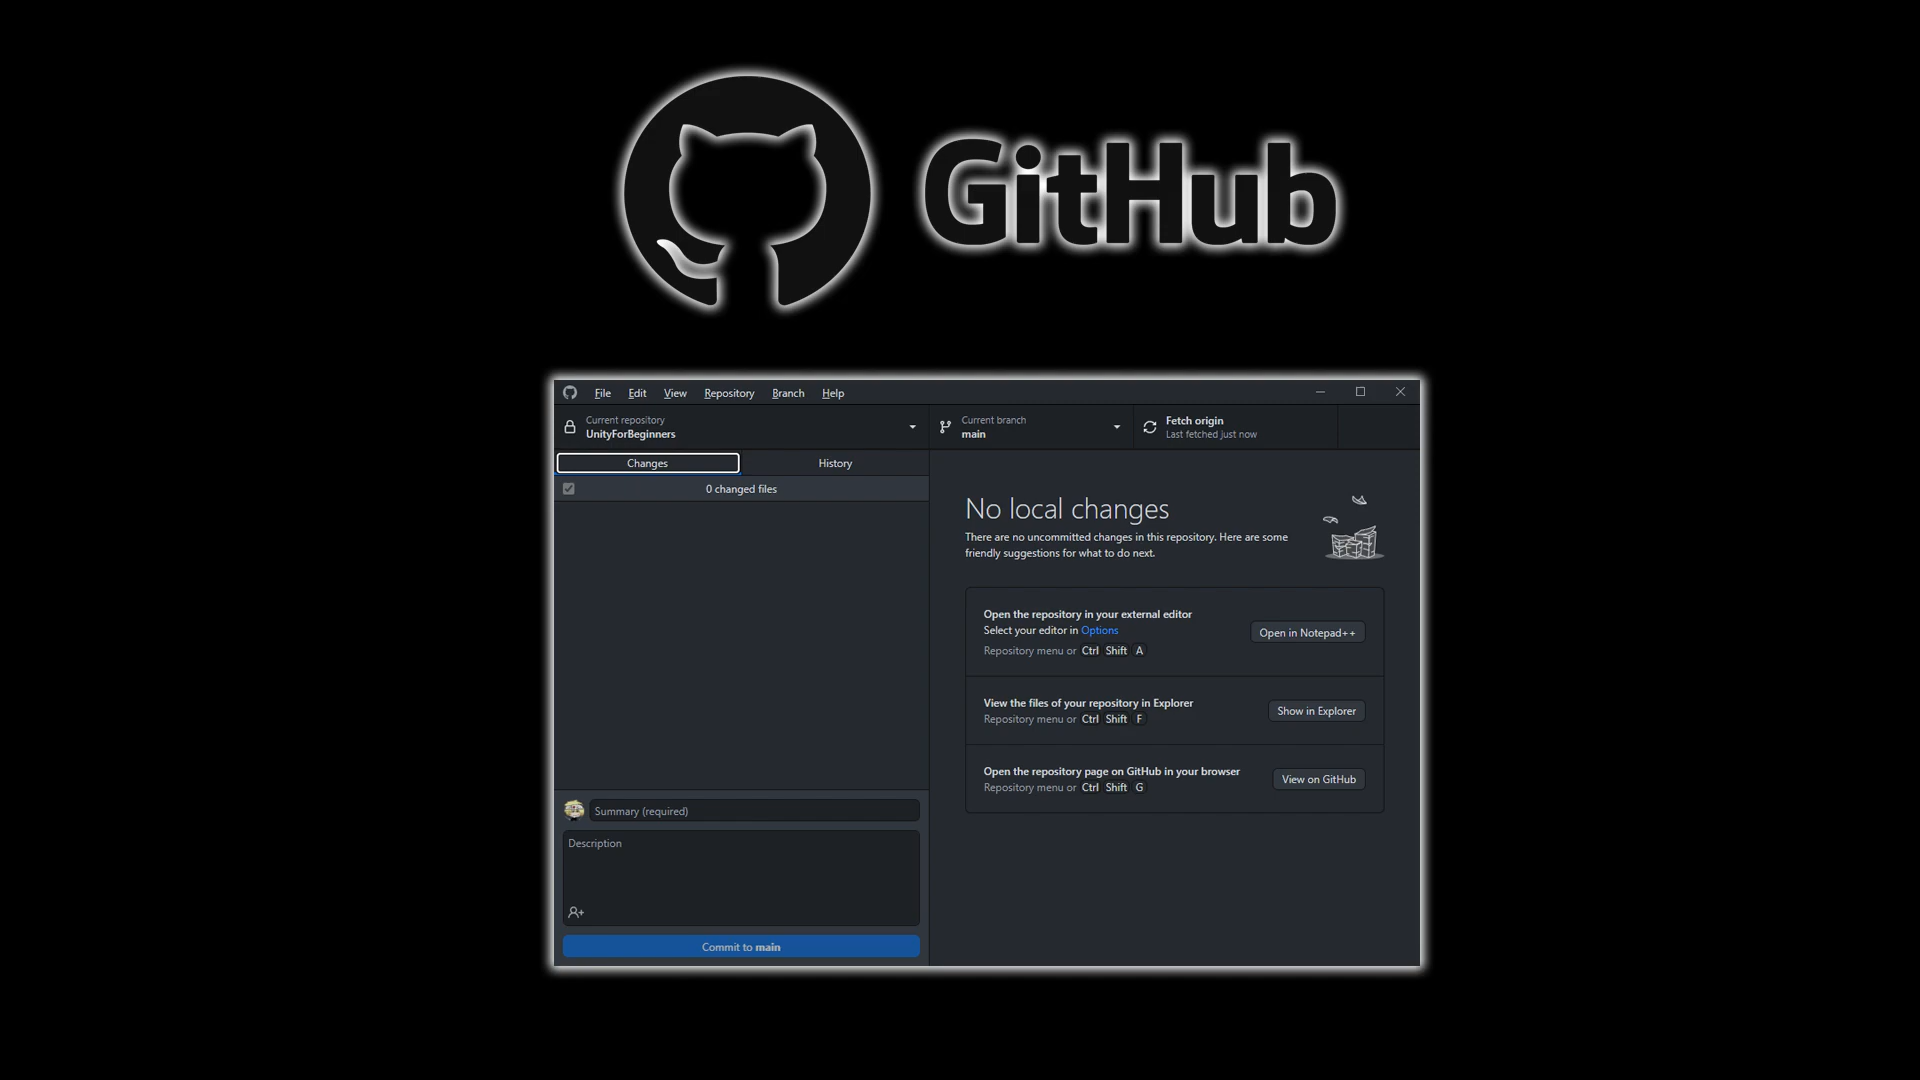 GitHub
File Edit View Repository Branch Help
Current repository
UnityForBeginners
Current branch
main
Fetch origin
Last fetched just now
Changes
History
0 changed files
No local changes
There are no uncommitted changes in this repository. Here are some
friendly suggestions for what to do next.
Open the repository in your external editor
Select your editor in Options
Repository menu or Ctrl Shift A
Open in Notepad++
View the files of your repository in Explorer
Repository menu or Ctrl Shift F
Show in Explorer
Open the repository page on GitHub in your browser
Repository menu or Ctrl Shift G
View on GitHub
Summary (required)
Description
Commit to main